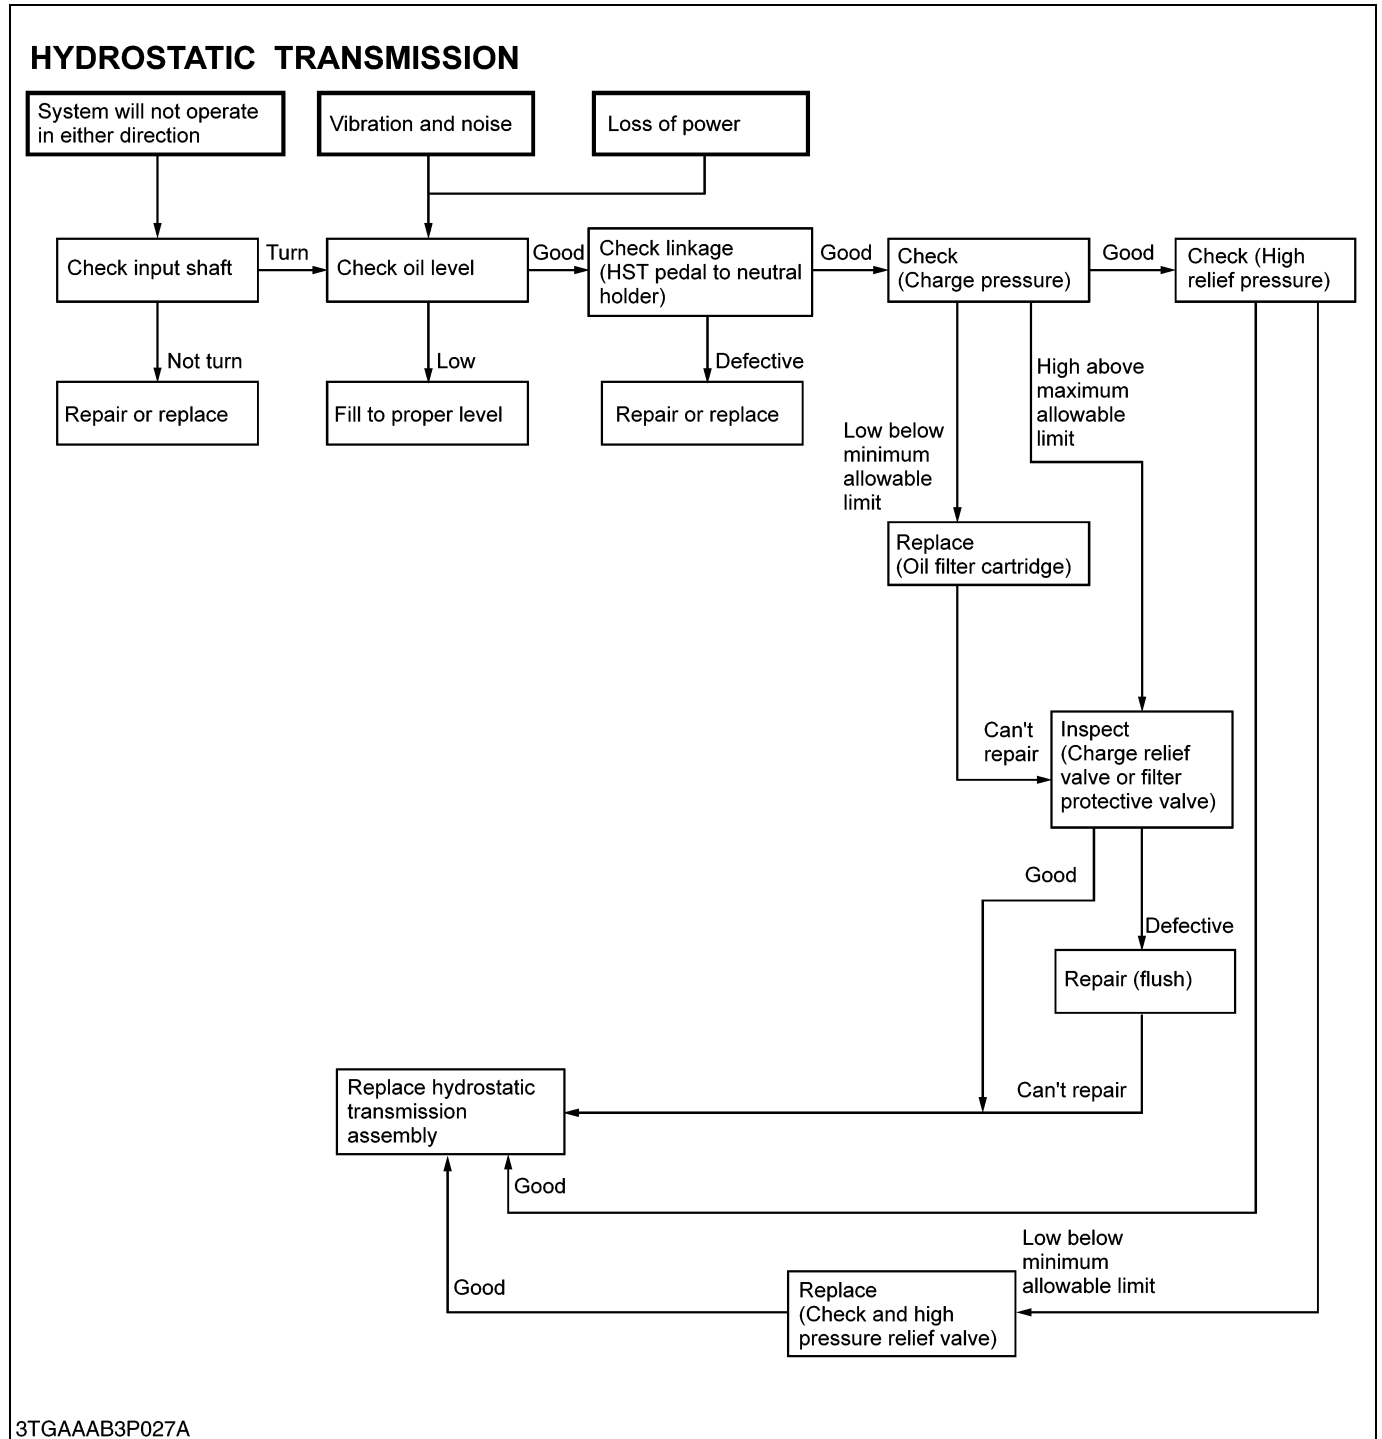 HYDROSTATIC TRANSMISSION
System will not operate
in either direction
Vibration and noise
Loss of power
Check input shaft
Turn
Check oil level
Good
Check linkage
(HST pedal to neutral
holder)
Good
Check
(Charge pressure)
Good
Check (High
relief pressure)
Not turn
Low
Defective
High above
maximum
allowable
limit
Repair or replace
Fill to proper level
Repair or replace
Low below
minimum
allowable
limit
Replace
(Oil filter cartridge)
Can't
repair
Inspect
(Charge relief
valve or filter
protective valve)
Good
Defective
Repair (flush)
Can't repair
Replace hydrostatic
transmission
assembly
Good
Low below
minimum
allowable limit
Good
Replace
(Check and high
pressure relief valve)
3TGAAAB3P027A